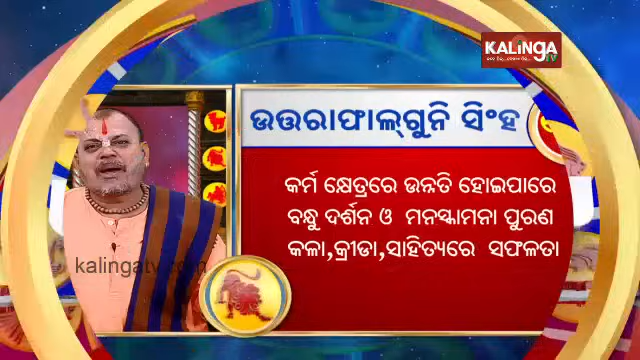 KALINGA TV
ଉତ୍ତରାଫାଲ୍‌ଗୁନି ସିଂହ
କର୍ମ କ୍ଷେତ୍ରରେ ଉନ୍ନତି ହୋଇପାରେ
ବନ୍ଧୁ ଦର୍ଶନ ଓ ମନସ୍କାମନା ପୁରଣ
କଳା,କ୍ରୀଡା,ସାହିତ୍ୟରେ ସଫଳତା
kalingatv.com